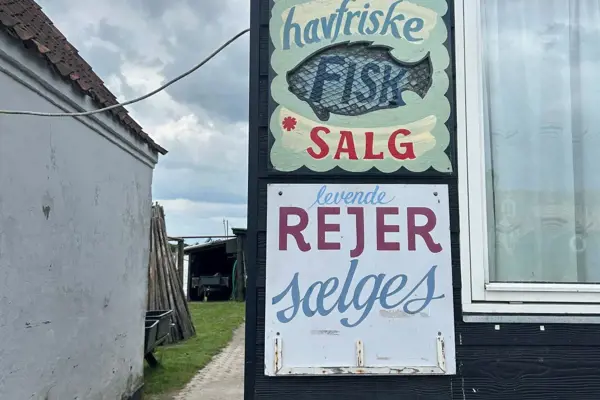 havfriske
FISK
* SALG
levende
REJER
sælges